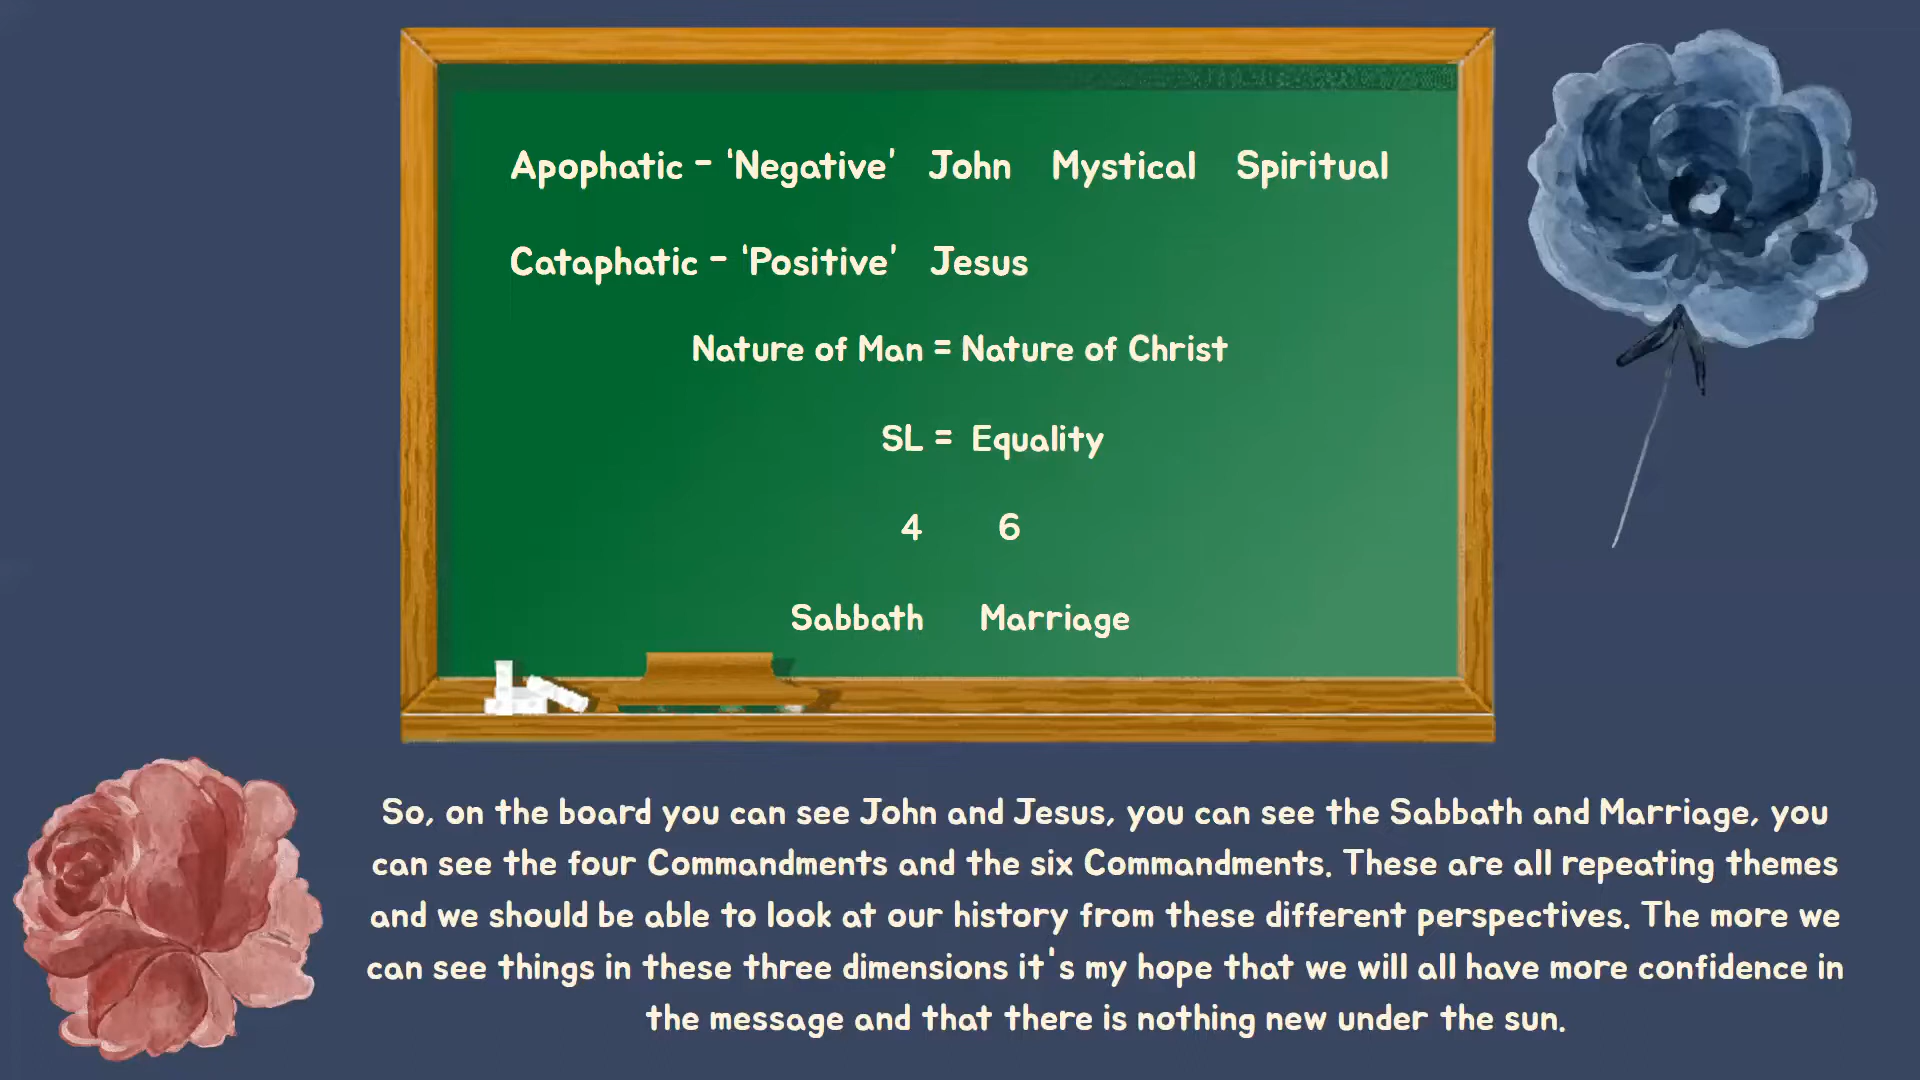 Apophatic - 'Negative' John Mystical Spiritual
Cataphatic - 'Positive' Jesus
Nature of Man = Nature of Christ
SL = Equality
4 6
Sabbath Marriage
So, on the board you can see John and Jesus, you can see the Sabbath and Marriage, you
can see the four Commandments and the six Commandments. These are all repeating themes
and we should be able to look at our history from these different perspectives. The more we
can see things in these three dimensions it's my hope that we will all have more confidence in
the message and that there is nothing new under the sun.